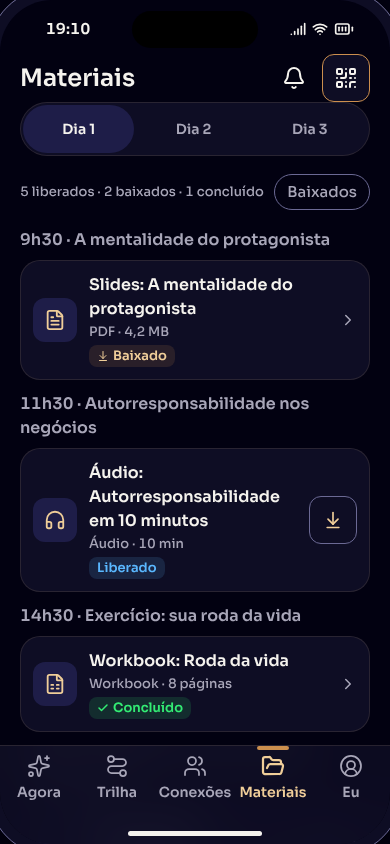 19:10
Materiais
Dia 1
Dia 2
Dia 3
5 liberados · 2 baixados · 1 concluído
Baixados
9h30 · A mentalidade do protagonista
Slides: A mentalidade do
protagonista
PDF · 4,2 MB
Baixado
11h30 · Autorresponsabilidade nos
negócios
Áudio:
Autorresponsabilidade
em 10 minutos
Áudio · 10 min
Liberado
14h30 · Exercício: sua roda da vida
Workbook: Roda da vida
Workbook · 8 páginas
Concluído
Agora
Trilha
Conexões
Materiais
Eu